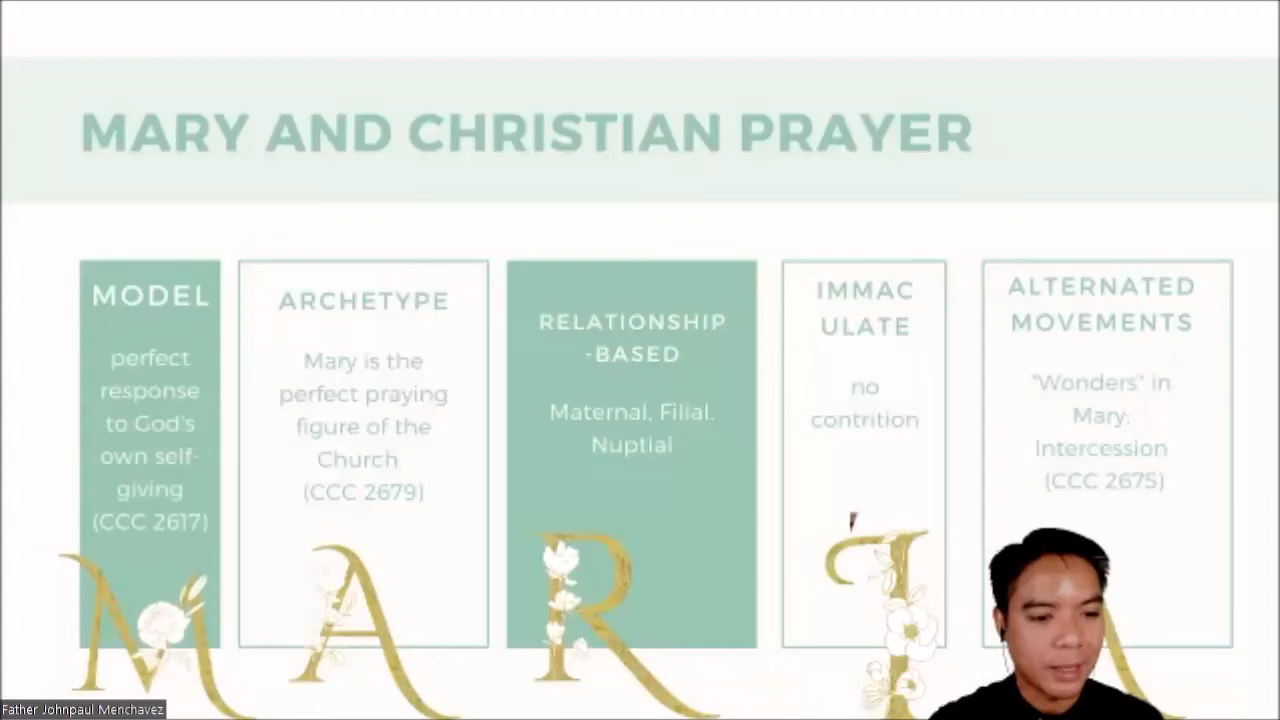 MARY AND CHRISTIAN PRAYER
MODEL
perfect
response
to God's
own self-
giving
(CCC 2617)
ARCHETYPE
Mary is the
perfect praying
figure of the
Church
(CCC 2679)
RELATIONSHIP
-BASED
Maternal, Filial,
Nuptial
IMMAC
ULATE
no
contrition
ALTERNATED
MOVEMENTS
"Wonders" in
Mary;
Intercession
(CCC 2675)
M A R I A
Father Johnpaul Menchavez